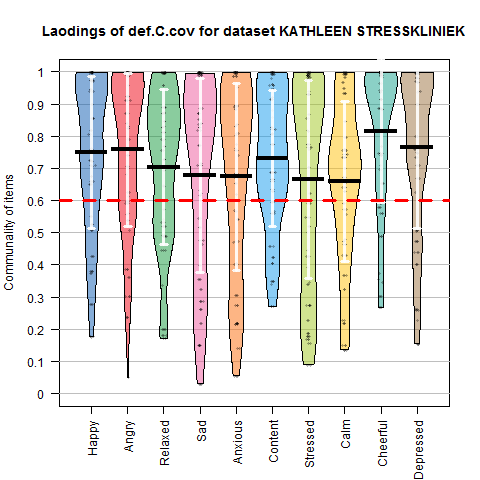 Laodings of def.C.cov for dataset KATHLEEN STRESSKLINIEK
Communality of items
1
0.9
0.8
0.7
0.6
0.5
0.4
0.3
0.2
0.1
0
Happy
Angry
Relaxed
Sad
Anxious
Content
Stressed
Calm
Cheerful
Depressed